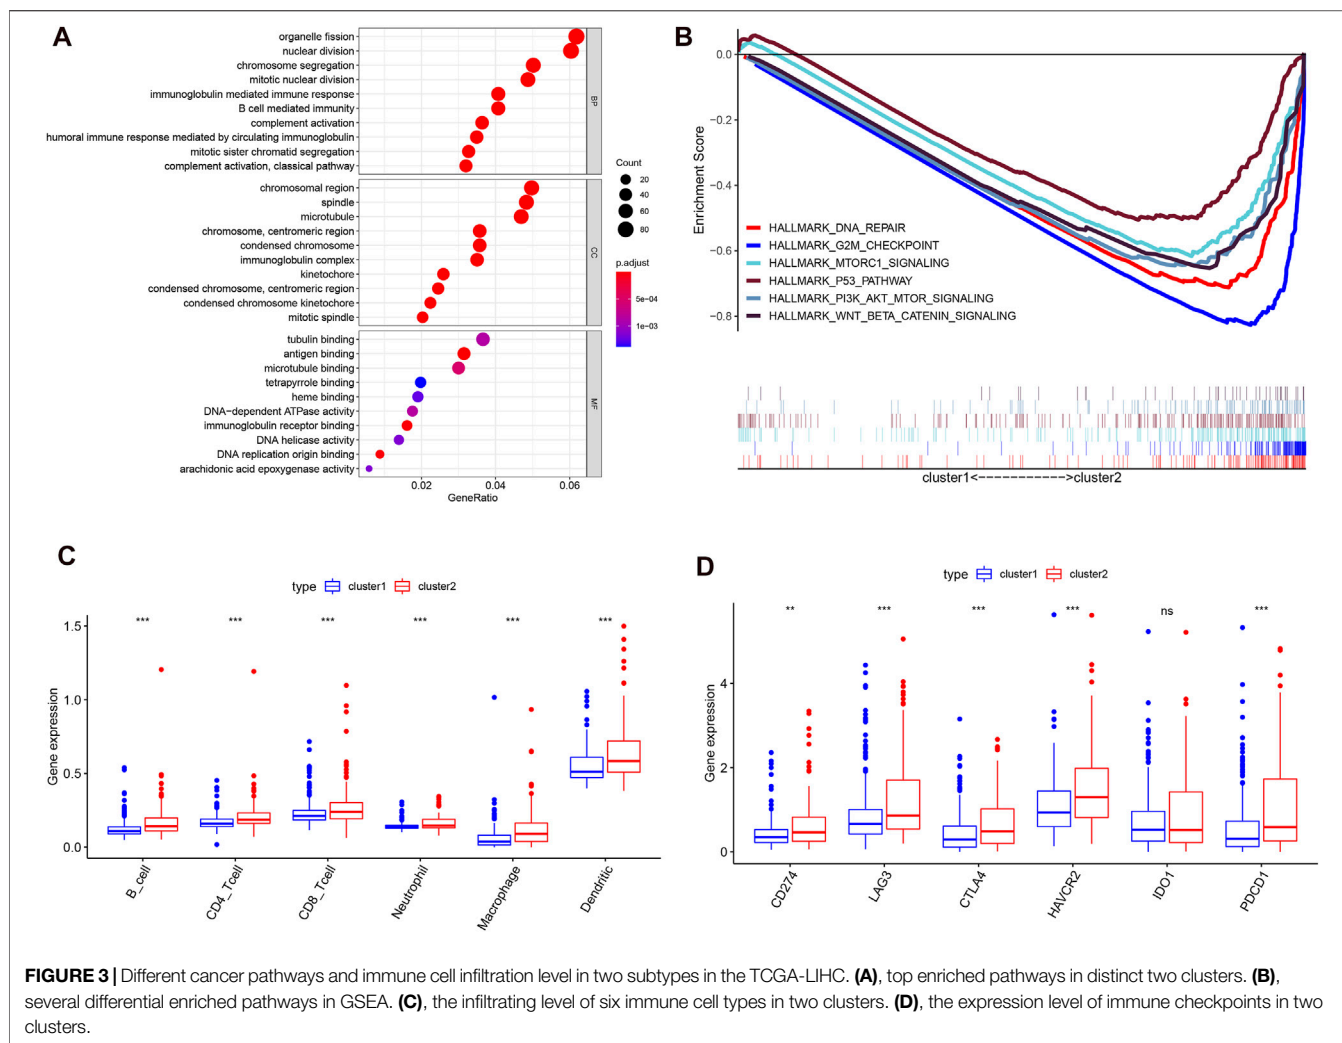 A
organelle fission
nuclear division
chromosome segregation
mitotic nuclear division
immunoglobulin mediated immune response
B cell mediated immunity
complement activation
humoral immune response mediated by circulating immunoglobulin
mitotic sister chromatid segregation
complement activation, classical pathway
BP
chromosomal region
spindle
microtubule
chromosome, centromeric region
condensed chromosome
immunoglobulin complex
kinetochore
condensed chromosome, centromeric region
condensed chromosome kinetochore
mitotic spindle
CC
tubulin binding
antigen binding
microtubule binding
tetrapyrrole binding
heme binding
DNA−dependent ATPase activity
immunoglobulin receptor binding
DNA helicase activity
DNA replication origin binding
arachidonic acid epoxygenase activity
MF
0.02 0.04 0.06
GeneRatio
Count
20
40
60
80
p.adjust
5e−04
1e−03
B
Enrichment Score
0.0
−0.2
−0.4
−0.6
−0.8
HALLMARK_DNA_REPAIR
HALLMARK_G2M_CHECKPOINT
HALLMARK_MTORC1_SIGNALING
HALLMARK_P53_PATHWAY
HALLMARK_PI3K_AKT_MTOR_SIGNALING
HALLMARK_WNT_BETA_CATENIN_SIGNALING
cluster1<------------->cluster2
C
type cluster1 cluster2
Gene expression
1.5
1.0
0.5
0.0
*** *** *** *** *** ***
B_cell
CD4_Tcell
CD8_Tcell
Neutrophil
Macrophage
Dendritic
D
type cluster1 cluster2
Gene expression
4
2
0
** *** *** *** ns ***
CD274
LAG3
CTLA4
HAVCR2
IDO1
PDCD1
FIGURE 3 | Different cancer pathways and immune cell infiltration level in two subtypes in the TCGA-LIHC. (A), top enriched pathways in distinct two clusters. (B),
several differential enriched pathways in GSEA. (C), the infiltrating level of six immune cell types in two clusters. (D), the expression level of immune checkpoints in two
clusters.